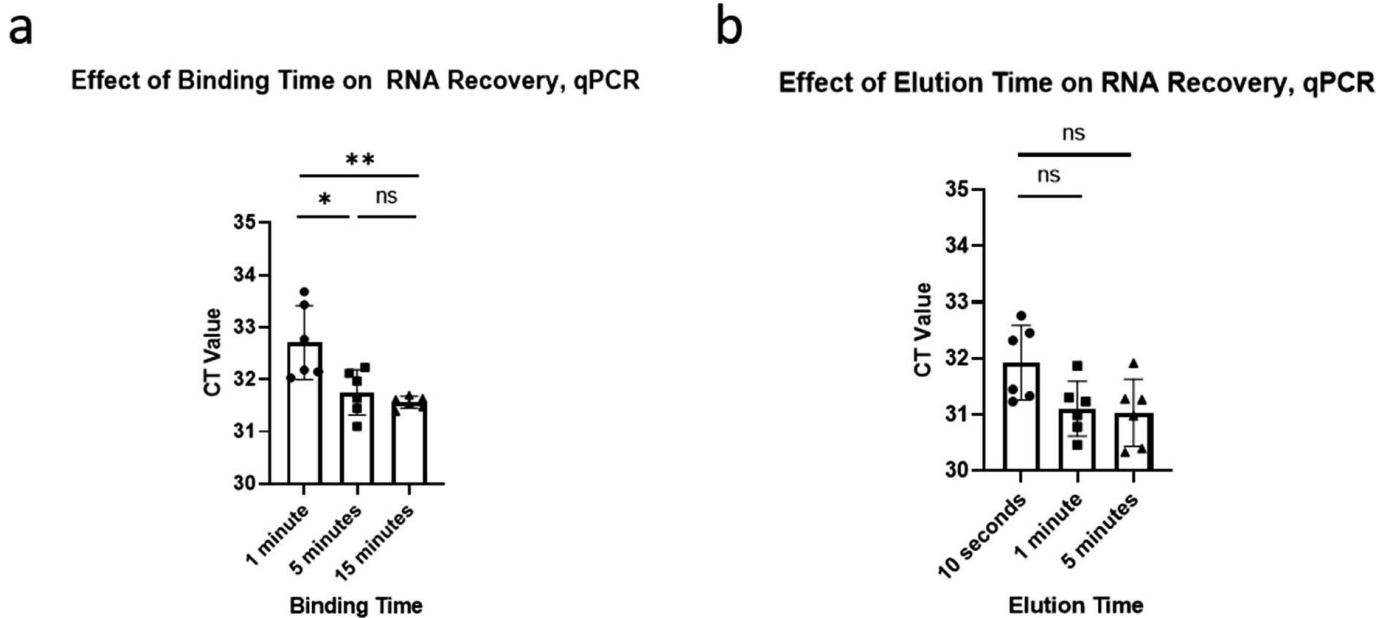 a
Effect of Binding Time on RNA Recovery, qPCR
**
*
ns
35
34
33
32
31
30
CT Value
1 minute
5 minutes
15 minutes
Binding Time
b
Effect of Elution Time on RNA Recovery, qPCR
ns
ns
35
34
33
32
31
30
CT Value
10 seconds
1 minute
5 minutes
Elution Time